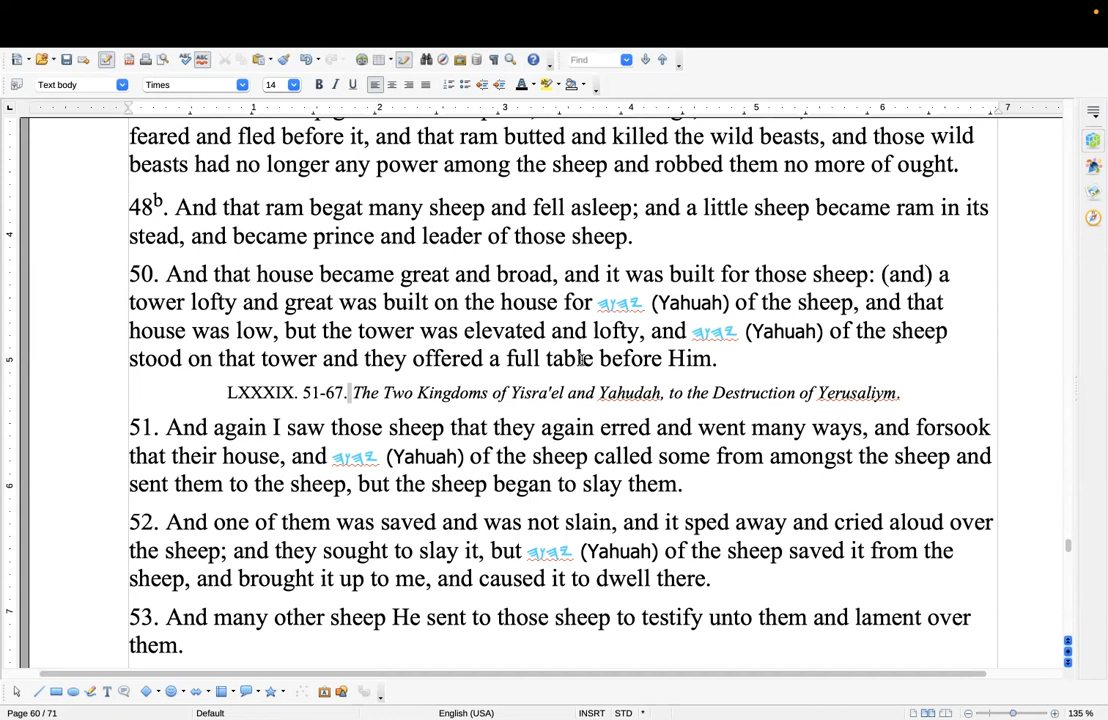 Find
Text body
Times
14
1 2 3 4 5 6 7
feared and fled before it, and that ram butted and killed the wild beasts, and those wild
beasts had no longer any power among the sheep and robbed them no more of ought.
48b. And that ram begat many sheep and fell asleep; and a little sheep became ram in its
stead, and became prince and leader of those sheep.
50. And that house became great and broad, and it was built for those sheep: (and) a
tower lofty and great was built on the house for 𐤉𐤄𐤅𐤄 (Yahuah) of the sheep, and that
house was low, but the tower was elevated and lofty, and 𐤉𐤄𐤅𐤄 (Yahuah) of the sheep
stood on that tower and they offered a full table before Him.
LXXXIX. 51-67. The Two Kingdoms of Yisra'el and Yahudah, to the Destruction of Yerusaliym,
51. And again I saw those sheep that they again erred and went many ways, and forsook
that their house, and 𐤉𐤄𐤅𐤄 (Yahuah) of the sheep called some from amongst the sheep and
sent them to the sheep, but the sheep began to slay them.
52. And one of them was saved and was not slain, and it sped away and cried aloud over
the sheep; and they sought to slay it, but 𐤉𐤄𐤅𐤄 (Yahuah) of the sheep saved it from the
sheep, and brought it up to me, and caused it to dwell there.
53. And many other sheep He sent to those sheep to testify unto them and lament over
them.
Page 60 / 71
Default
English (USA)
INSRT
STD
*
135 %